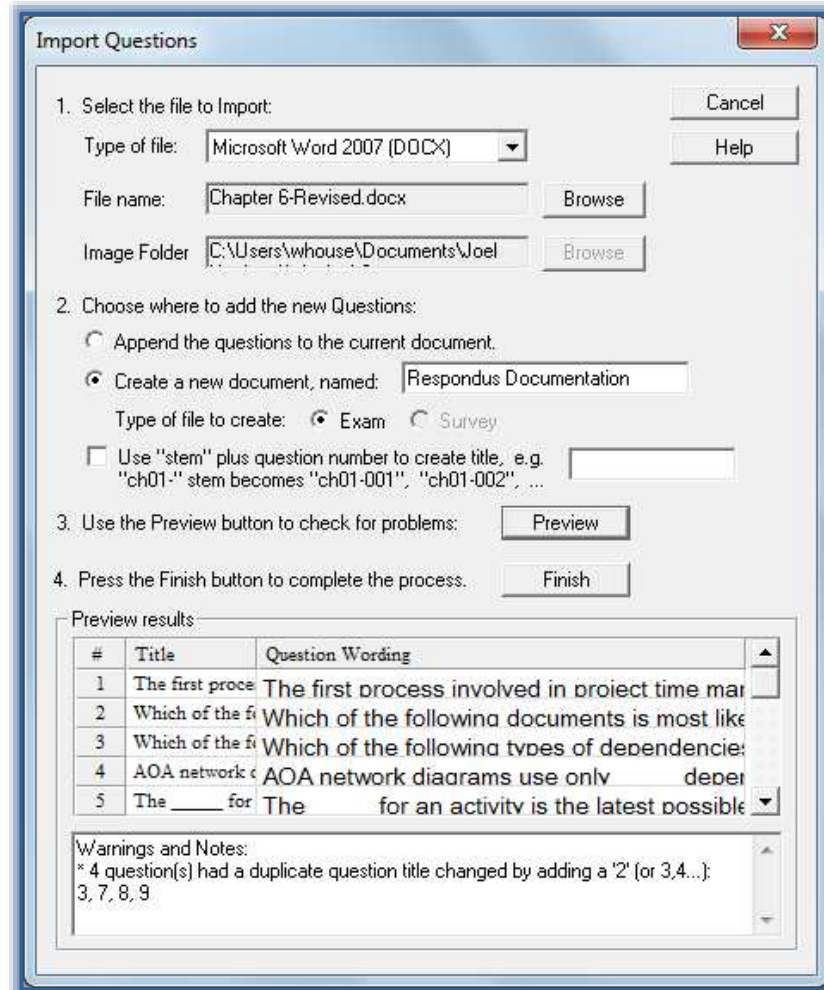 Import Questions
1. Select the file to Import:
Cancel
Type of file:
Microsoft Word 2007 (DOCX)
Help
File name:
Chapter 6-Revised.docx
Browse
Image Folder
C:\Users\whouse\Documents\Joel
Browse
2. Choose where to add the new Questions:
Append the questions to the current document.
Create a new document, named:
Respondus Documentation
Type of file to create:
Exam
Survey
Use "stem" plus question number to create title, e.g.
"ch01-" stem becomes "ch01-001", "ch01-002", ...
3. Use the Preview button to check for problems:
Preview
4. Press the Finish button to complete the process.
Finish
Preview results
# Title Question Wording
1 The first proce The first process involved in project time mar
2 Which of the fo Which of the following documents is most like
3 Which of the fo Which of the following types of dependencies
4 AOA network d AOA network diagrams use only _____ deper
5 The _____ for The _____ for an activity is the latest possible
Warnings and Notes:
* 4 question(s) had a duplicate question title changed by adding a '2' (or 3,4...):
3, 7, 8, 9